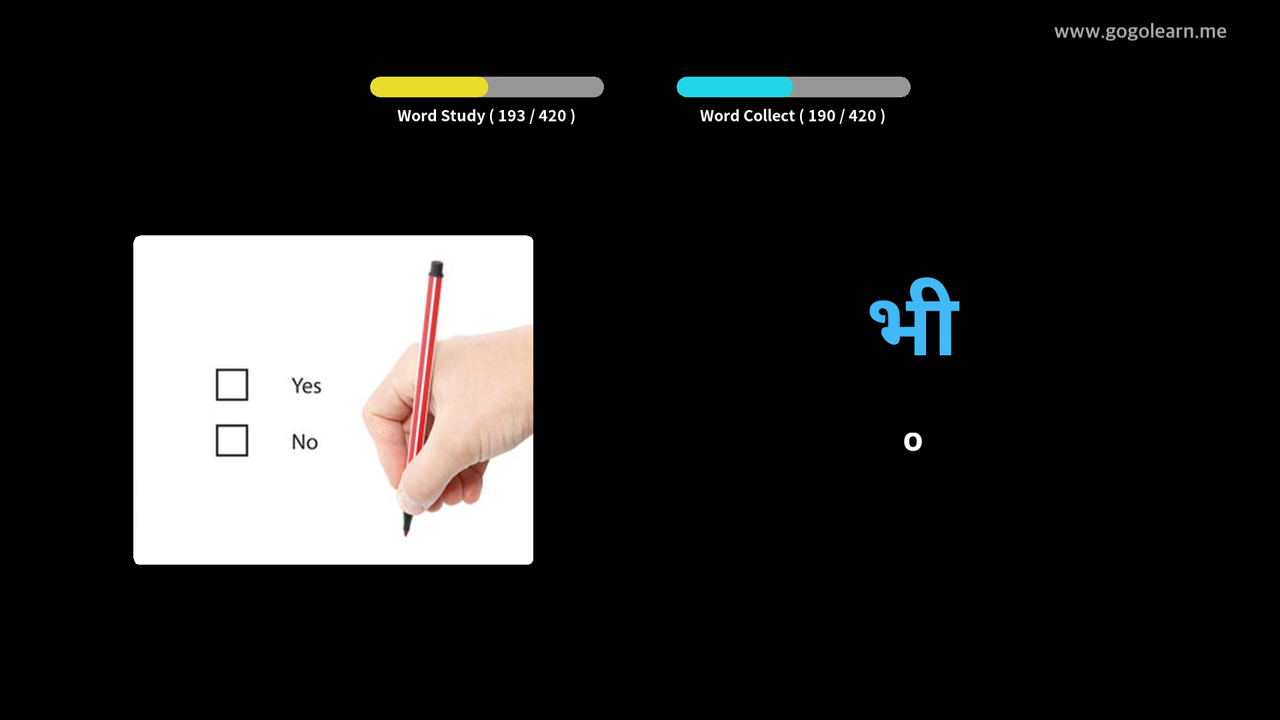 www.gogolearn.me
Word Study ( 193 / 420 )
Word Collect ( 190 / 420 )
Yes
No
भी
o